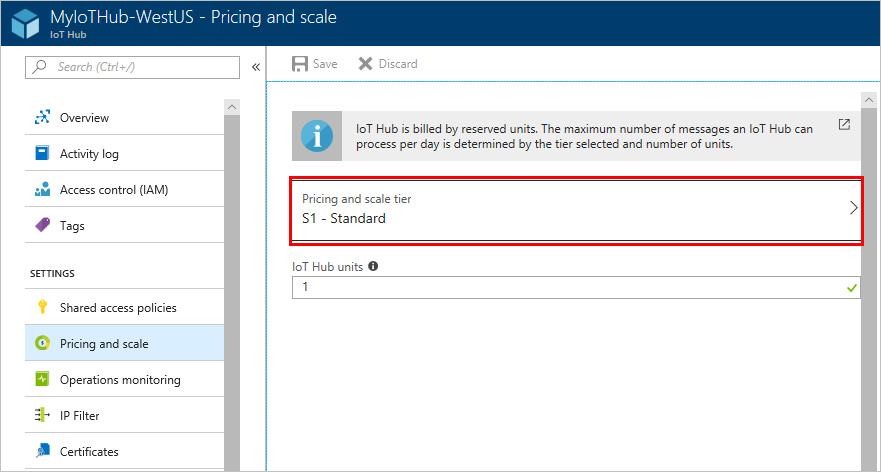 MyIoTHub-WestUS - Pricing and scale
IoT Hub
Search (Ctrl+/)
«
Overview
Activity log
Access control (IAM)
Tags
SETTINGS
Shared access policies
Pricing and scale
Operations monitoring
IP Filter
Certificates
Save Discard
IoT Hub is billed by reserved units. The maximum number of messages an IoT Hub can
process per day is determined by the tier selected and number of units.
Pricing and scale tier
S1 - Standard
IoT Hub units
1